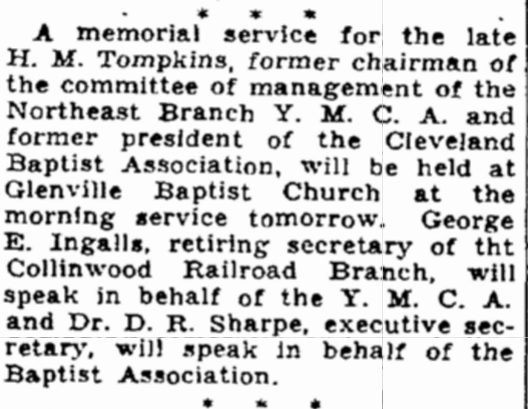 * * *
A memorial service for the late
H. M. Tompkins, former chairman of
the committee of management of the
Northeast Branch Y. M. C. A. and
former president of the Cleveland
Baptist Association, will be held at
Glenville Baptist Church at the
morning service tomorrow. George
E. Ingalls, retiring secretary of tht
Collinwood Railroad Branch, will
speak in behalf of the Y. M. C. A.
and Dr. D. R. Sharpe, executive sec-
retary, will speak in behalf of the
Baptist Association.
* * *